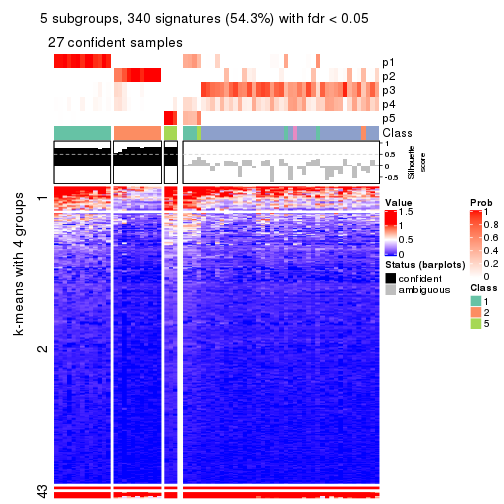 5 subgroups, 340 signatures (54.3%) with fdr < 0.05
27 confident samples
p1
p2
p3
p4
p5
Class
1
0.5
0
-0.5
Silhouette
score
k-means with 4 groups
1
2
43
Value
1.5
1
0.5
0
Status (barplots)
confident
ambiguous
Prob
1
0.8
0.6
0.4
0.2
0
Class
1
2
5